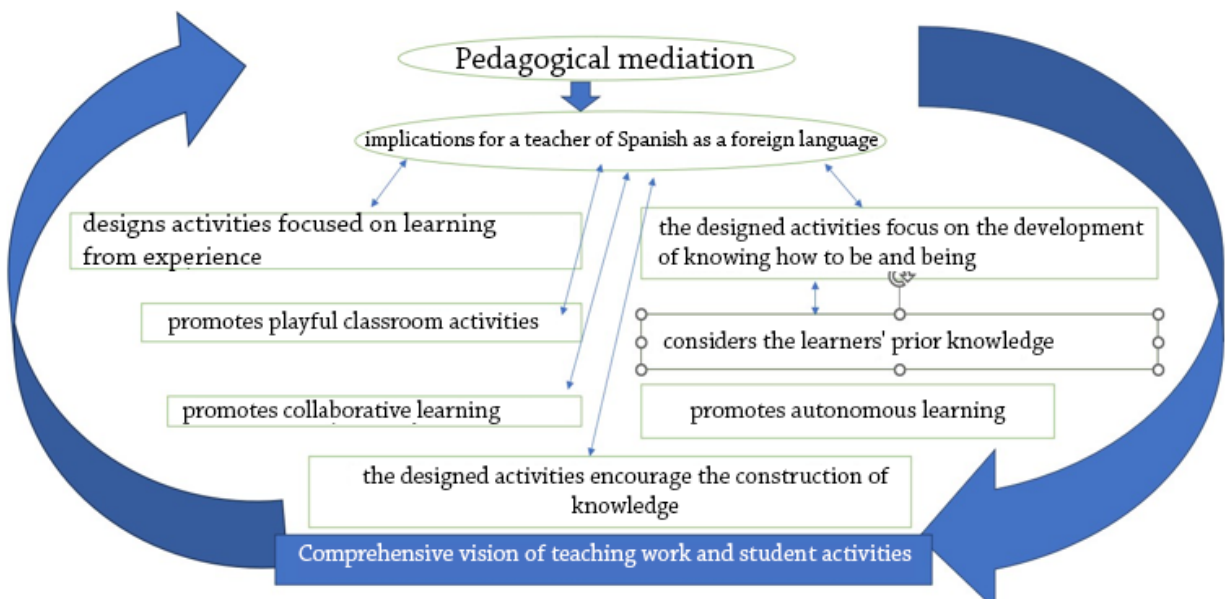 Pedagogical mediation
implications for a teacher of Spanish as a foreign language
designs activities focused on learning
from experience
the designed activities focus on the development
of knowing how to be and being
promotes playful classroom activities
considers the learners' prior knowledge
promotes collaborative learning
promotes autonomous learning
the designed activities encourage the construction of
knowledge
Comprehensive vision of teaching work and student activities